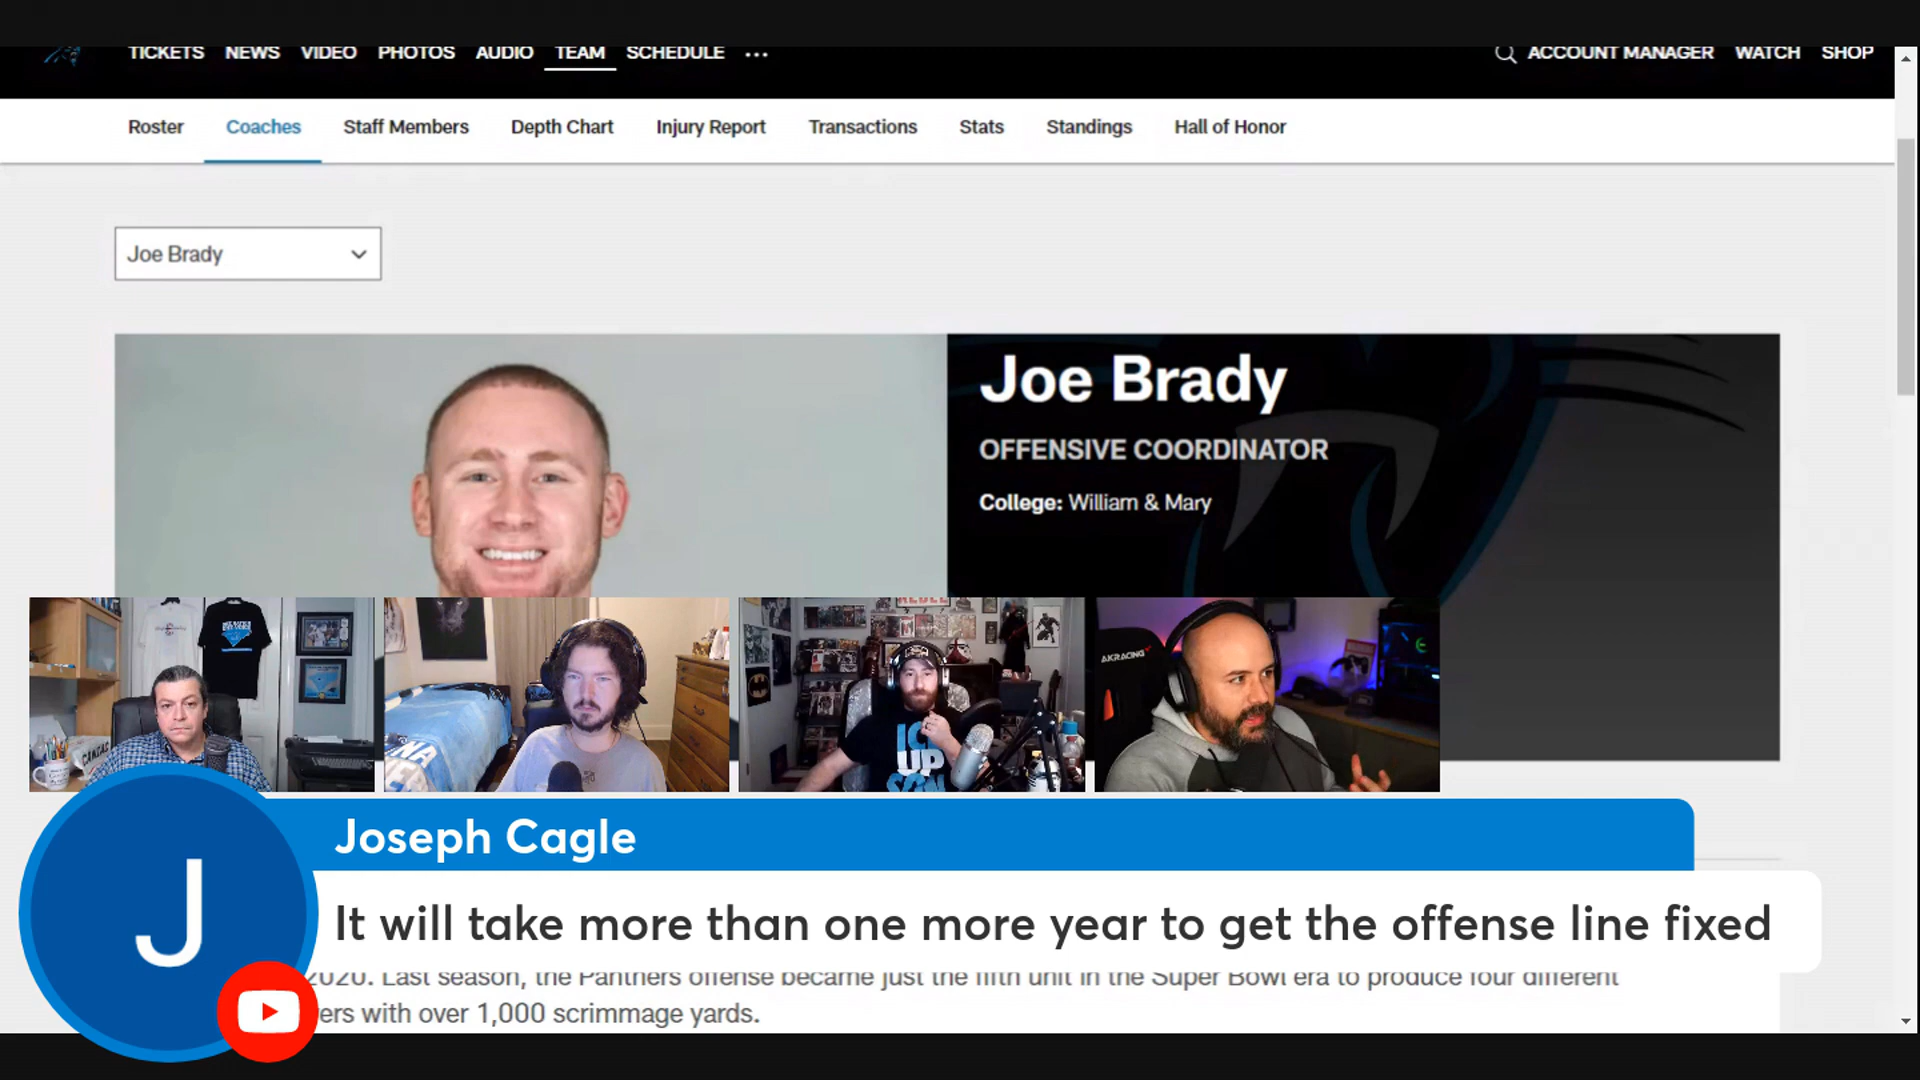 TICKETS NEWS VIDEO PHOTOS AUDIO TEAM SCHEDULE ... ACCOUNT MANAGER WATCH SHOP
Roster Coaches Staff Members Depth Chart Injury Report Transactions Stats Standings Hall of Honor
Joe Brady
Joe Brady
OFFENSIVE COORDINATOR
College: William & Mary
AKRACING
ICE
UP
SON
J
Joseph Cagle
It will take more than one more year to get the offense line fixed
2020. Last season, the Panthers offense became just the fifth unit in the Super Bowl era to produce four different
ers with over 1,000 scrimmage yards.